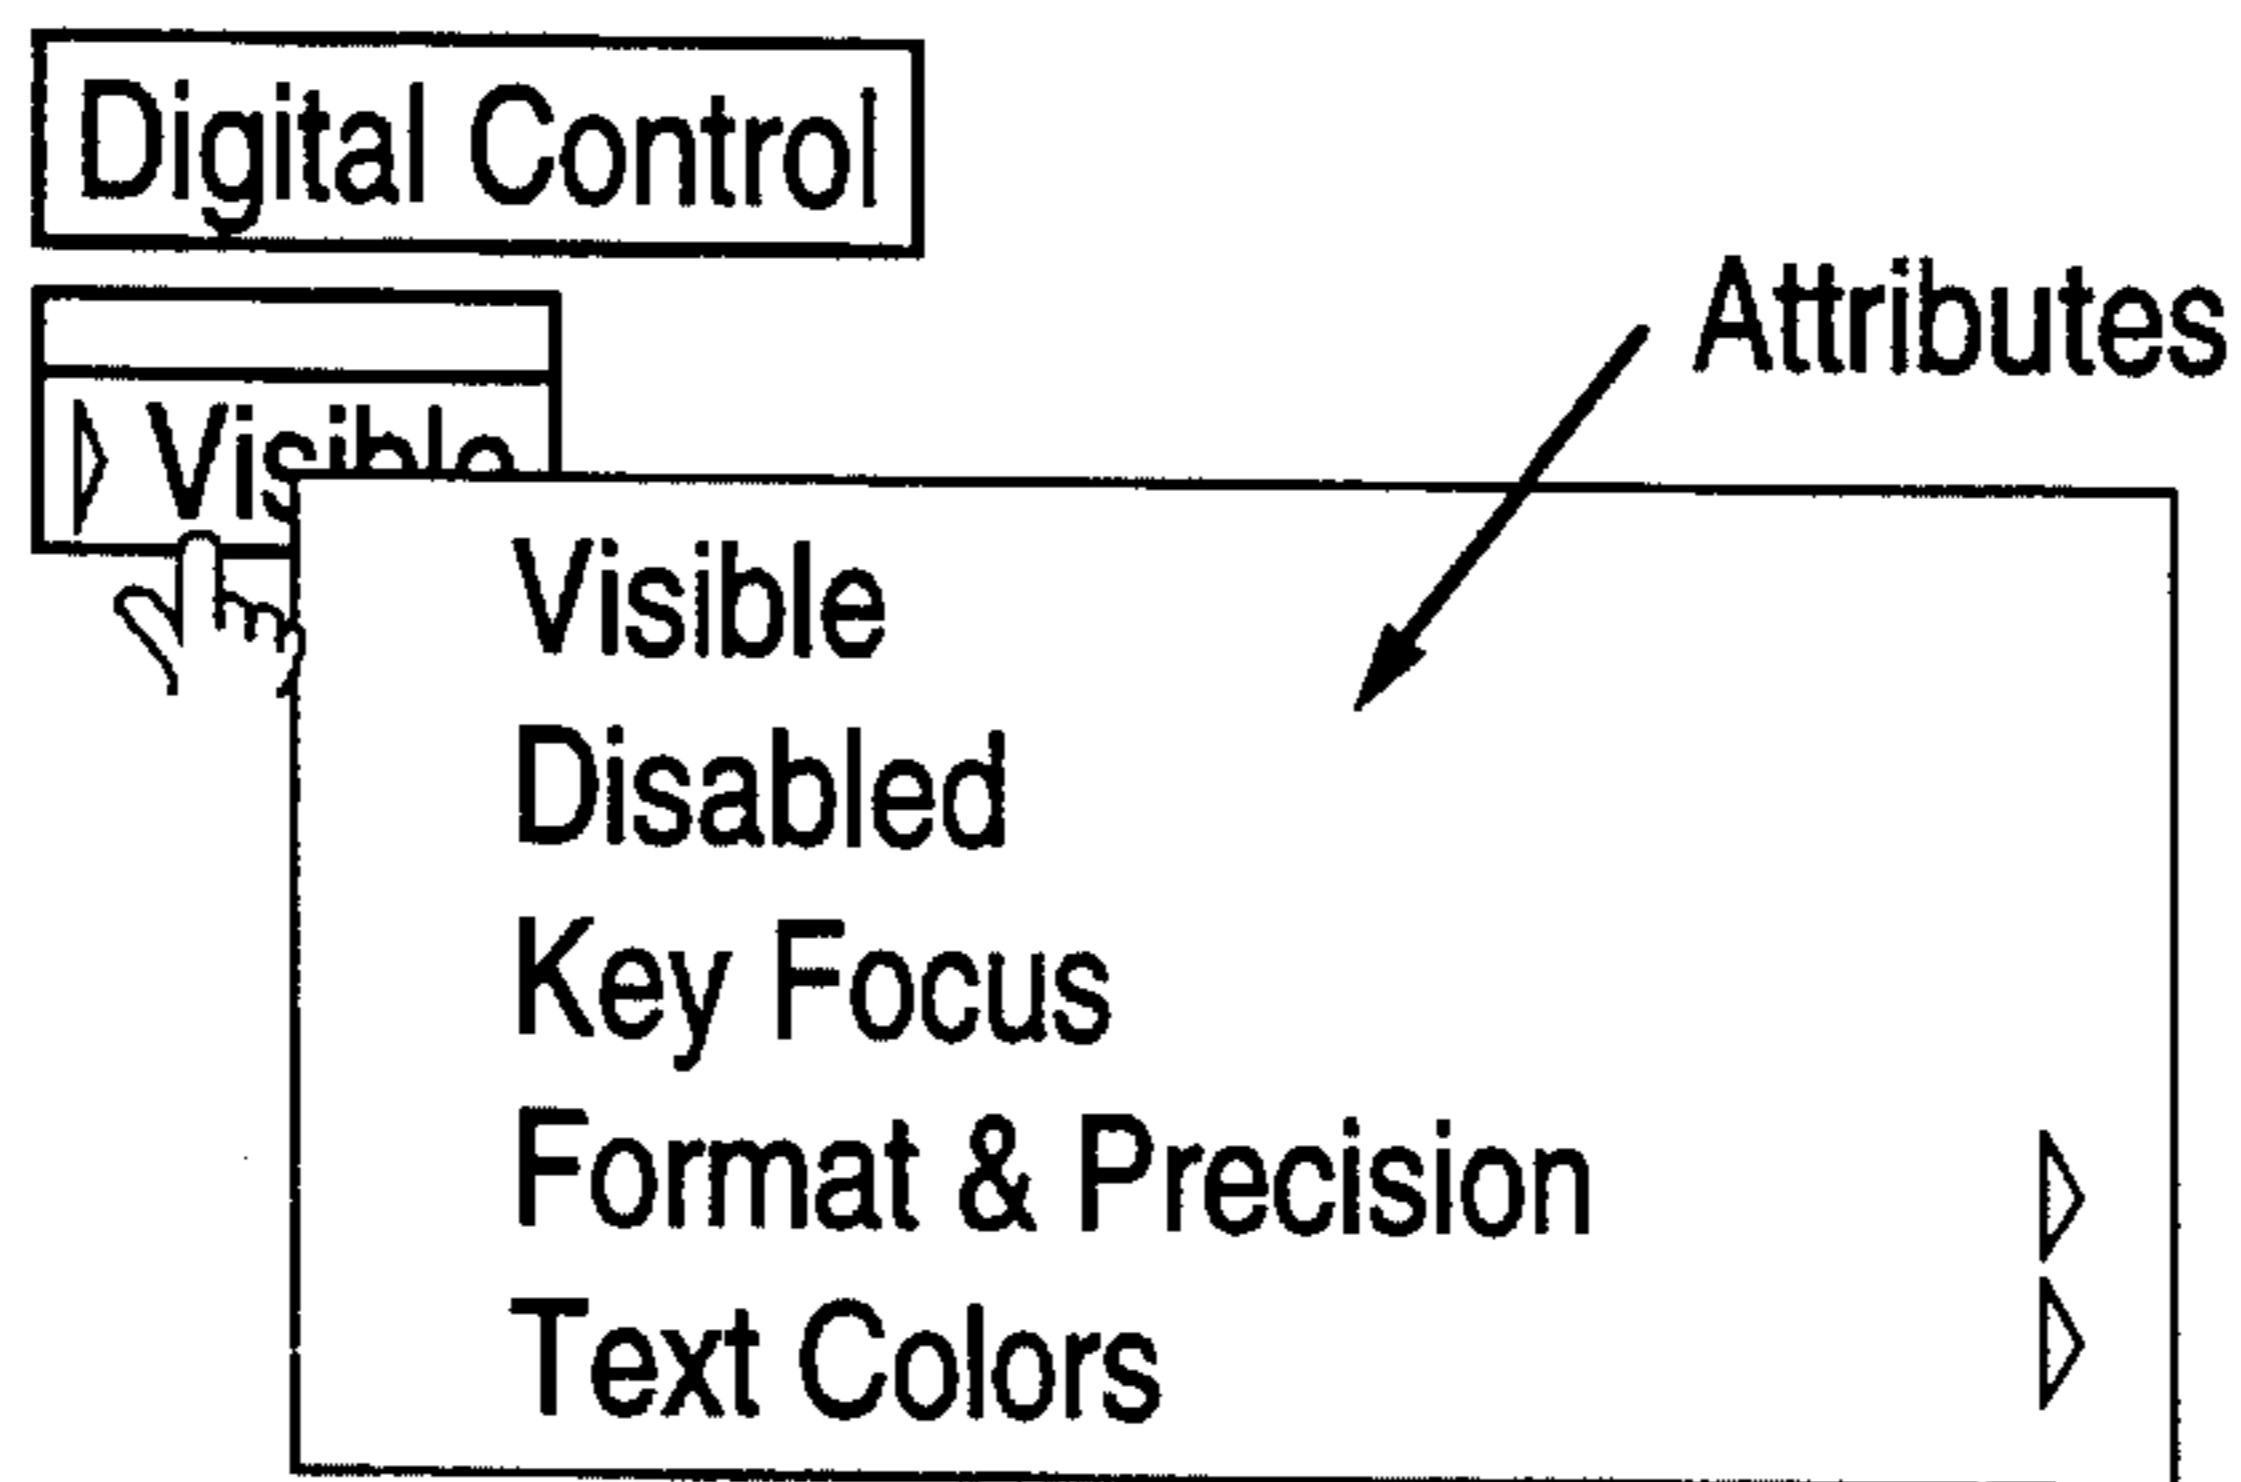 Digital Control
Attributes
Visible
Visible
Disabled
Key Focus
Format & Precision
Text Colors